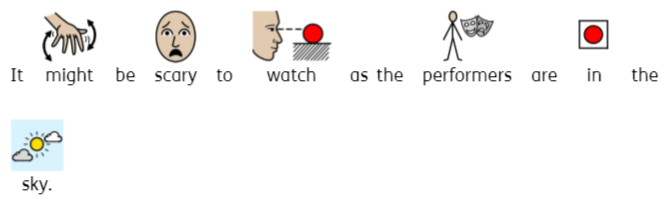 It might be scary to watch as the performers are in the
sky.